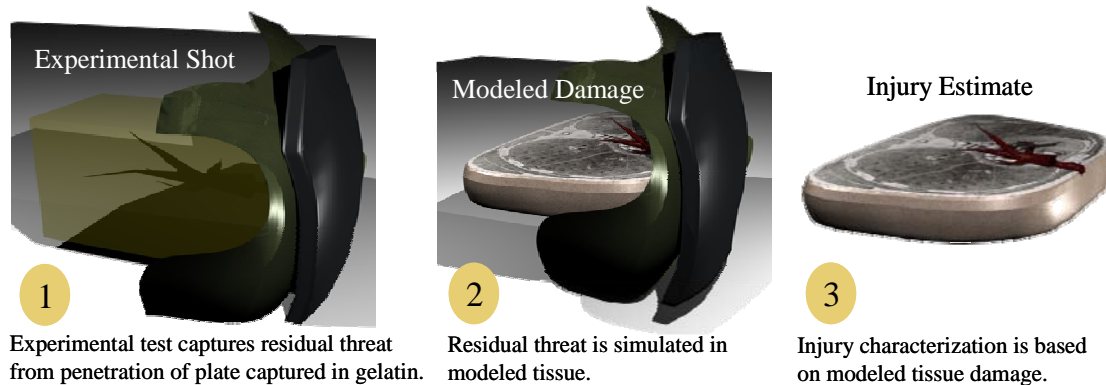 Experimental Shot
Modeled Damage
Injury Estimate
1
2
3
Experimental test captures residual threat
from penetration of plate captured in gelatin.
Residual threat is simulated in
modeled tissue.
Injury characterization is based
on modeled tissue damage.